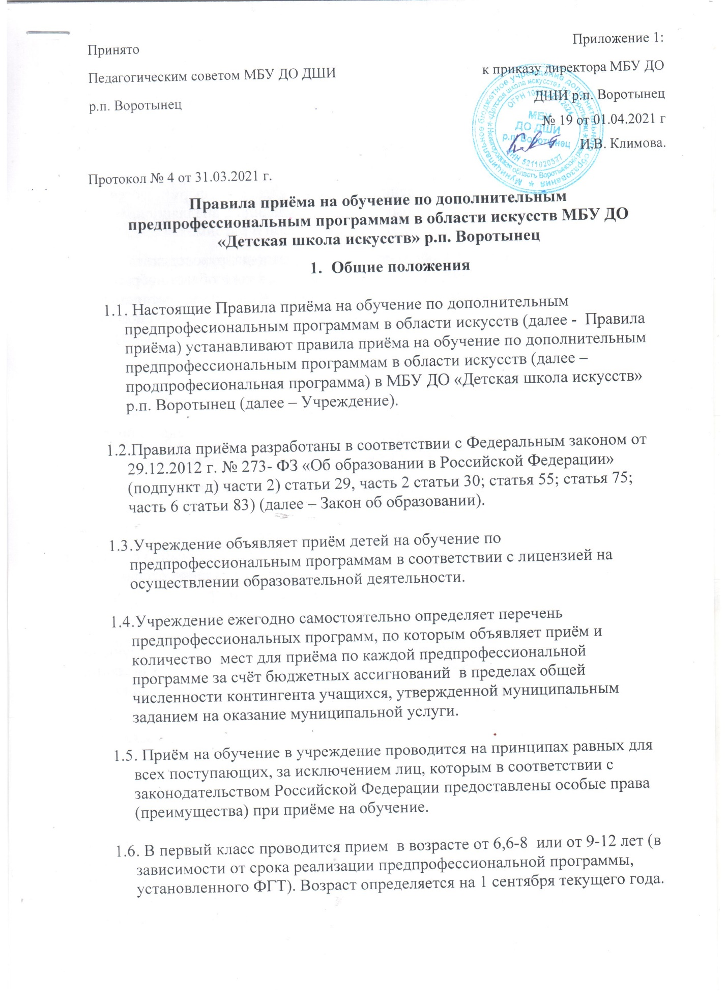 Принято
Педагогическим советом МБУ ДО ДШИ
р.п. Воротынец
Протокол № 4 от 31.03.2021 г.
Приложение 1:
к приказу директора МБУ ДО
ДШИ р.п. Воротынец
№ 19 от 01.04.2021 г
И.В. Климова.
Муниципальное бюджетное учреждение дополнительного образования
МБУ
ДО ДШИ
р.п. Воротынец
ИНН 5211020527
Правила приёма на обучение по дополнительным
предпрофессиональным программам в области искусств МБУ ДО
«Детская школа искусств» р.п. Воротынец
1. Общие положения
1.1. Настоящие Правила приёма на обучение по дополнительным
предпрофесиональным программам в области искусств (далее - Правила
приёма) устанавливают правила приёма на обучение по дополнительным
предпрофессиональным программам в области искусств (далее –
продпрофесиональная программа) в МБУ ДО «Детская школа искусств»
р.п. Воротынец (далее – Учреждение).
1.2.Правила приёма разработаны в соответствии с Федеральным законом от
29.12.2012 г. № 273- ФЗ «Об образовании в Российской Федерации»
(подпункт д) части 2) статьи 29, часть 2 статьи 30; статья 55; статья 75;
часть 6 статьи 83) (далее – Закон об образовании).
1.3.Учреждение объявляет приём детей на обучение по
предпрофессиональным программам в соответствии с лицензией на
осуществлении образовательной деятельности.
1.4.Учреждение ежегодно самостоятельно определяет перечень
предпрофессиональных программ, по которым объявляет приём и
количество мест для приёма по каждой предпрофессиональной
программе за счёт бюджетных ассигнований в пределах общей
численности контингента учащихся, утвержденной муниципальным
заданием на оказание муниципальной услуги.
1.5. Приём на обучение в учреждение проводится на принципах равных для
всех поступающих, за исключением лиц, которым в соответствии с
законодательством Российской Федерации предоставлены особые права
(преимущества) при приёме на обучение.
1.6. В первый класс проводится прием в возрасте от 6,6-8 или от 9-12 лет (в
зависимости от срока реализации предпрофессиональной программы,
установленного ФГТ). Возраст определяется на 1 сентября текущего года.